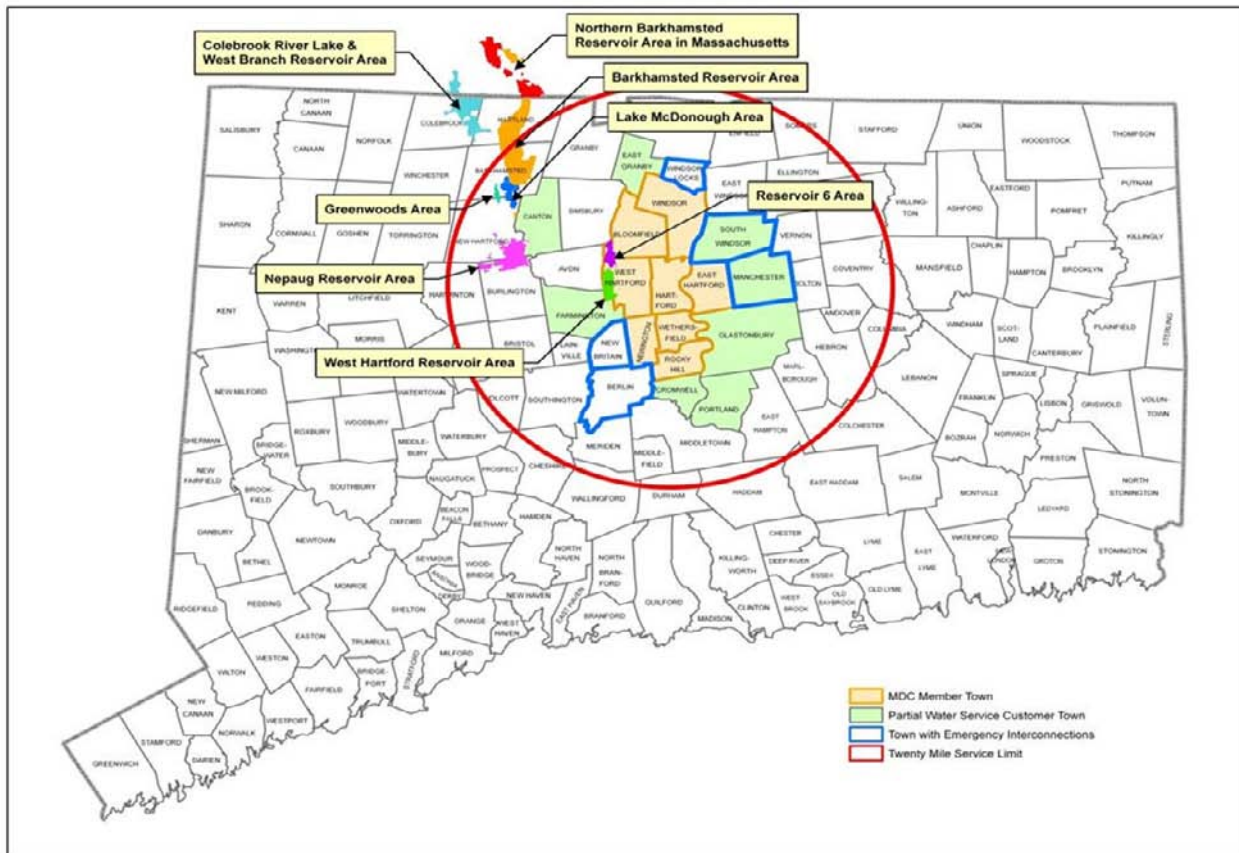 Northern Barkhamsted
Reservoir Area in Massachusetts
Colebrook River Lake &
West Branch Reservoir Area
Barkhamsted Reservoir Area
Lake McDonough Area
Greenwoods Area
Reservoir 6 Area
Nepaug Reservoir Area
West Hartford Reservoir Area
NORTH
CANAAN
SALISBURY
CANAAN
NORFOLK
COLEBROOK
HARTLAND
GRANBY
EAST
GRANBY
WINDSOR
LOCKS
ENFIELD
SOMERS
STAFFORD
UNION
WOODSTOCK
THOMPSON
WINCHESTER
BARKHAMSTED
CANTON
SIMSBURY
WINDSOR
EAST
ELLINGTON
WILLING-
TON
ASHFORD
EASTFORD
POMFRET
PUTNAM
KILLINGLY
SHARON
CORNWALL
GOSHEN
TORRINGTON
NEW HARTFORD
BLOOMFIELD
SOUTH
WINDSOR
VERNON
CHAPLIN
HAMPTON
BROOKLYN
AVON
WEST
HARTFORD
HART-
FORD
EAST
HARTFORD
MANCHESTER
COVENTRY
MANSFIELD
KENT
WARREN
LITCHFIELD
BURLINGTON
ANDOVER
COLUMBIA
WINDHAM
SCOT-
LAND
CANTERBURY
PLAINFIELD
STERLING
WASHINGTON
MORRIS
BRISTOL
FARMINGTON
NEWINGTON
WETHERS-
FIELD
GLASTONBURY
HEBRON
NEW
BRITAIN
ROCKY
HILL
MARL-
BOROUGH
LEBANON
SPRAGUE
FRANKLIN
LISBON
GRISWOLD
VOLUN-
TOWN
NEW MILFORD
WATERTOWN
SOUTHINGTON
BERLIN
CROMWELL
PORTLAND
EAST
HAMPTON
COLCHESTER
BOZRAH
NORWICH
PRESTON
SHERMAN
BRIDGE-
WATER
ROXBURY
WOODBURY
MIDDLE-
BURY
WATERBURY
MERIDEN
MIDDLE-
FIELD
MIDDLETOWN
NEW
FAIRFIELD
BROOK-
FIELD
SOUTHBURY
NAUGATUCK
PROSPECT
CHESHIRE
WALLINGFORD
DURHAM
HADDAM
EAST HADDAM
SALEM
MONTVILLE
NORTH
STONINGTON
DANBURY
BETHEL
NEWTOWN
OXFORD
BEACON
FALLS
BETHANY
HAMDEN
NORTH
HAVEN
NORTH
BRAN-
FORD
KILLING-
WORTH
CHESTER
DEEP RIVER
ESSEX
LYME
EAST
LYME
WATERFORD
LEDYARD
GROTON
STONINGTON
RIDGEFIELD
REDDING
MONROE
SEYMOUR
WOOD-
BRIDGE
DERBY
SHELTON
NEW HAVEN
EAST HAVEN
BRANFORD
GUILFORD
MADISON
CLINTON
WEST
BROOK
OLD
SAYBROOK
OLD LYME
WILTON
WESTON
EASTON
TRUMBULL
ORANGE
WEST
HAVEN
MILFORD
STRATFORD
BRIDGE-
PORT
FAIRFIELD
NEW
CANAAN
NORWALK
WESTPORT
GREENWICH
STAMFORD
DARIEN
MDC Member Town
Partial Water Service Customer Town
Town with Emergency Interconnections
Twenty Mile Service Limit